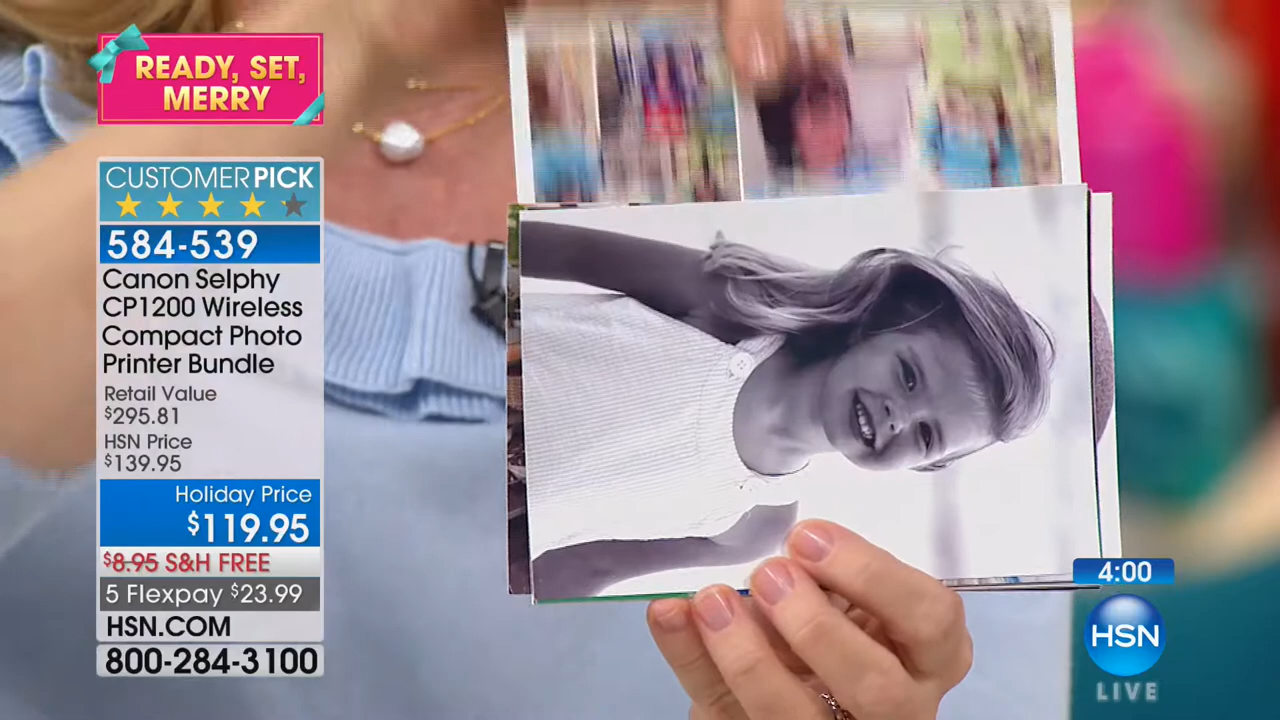 READY, SET,
MERRY
CUSTOMER PICK
584-539
Canon Selphy
CP1200 Wireless
Compact Photo
Printer Bundle
Retail Value
$295.81
HSN Price
$139.95
Holiday Price
$119.95
$8.95 S&H FREE
5 Flexpay $23.99
HSN.COM
800-284-3100
4:00
HSN
LIVE